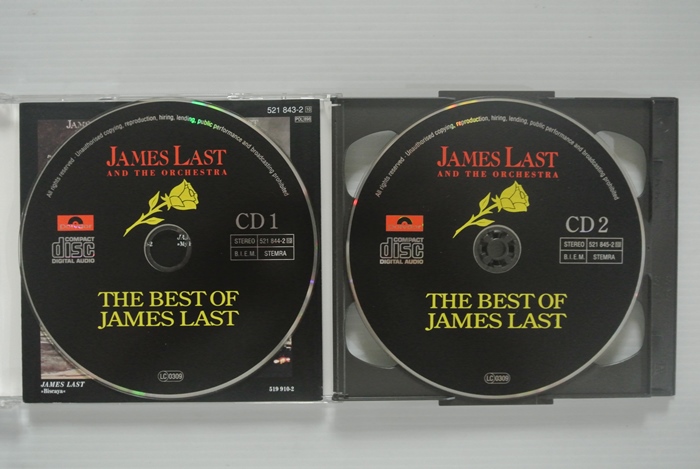 521 843-2
JAM
All rights reserved · Unauthorised copying, reproduction, hiring, lending, public performance and broadcasting prohibited
JAMES LAST
AND THE ORCHESTRA
CD 1
COMPACT
disc
DIGITAL AUDIO
STEREO
521 844-2
B.I.E.M.
STEMRA
THE BEST OF
JAMES LAST
LC 0309
JAMES LAST
»Biscaya«
519 910-2
All rights reserved · Unauthorised copying, reproduction, hiring, lending, public performance and broadcasting prohibited
JAMES LAST
AND THE ORCHESTRA
CD 2
COMPACT
disc
DIGITAL AUDIO
STEREO
521 845-2
B.I.E.M.
STEMRA
THE BEST OF
JAMES LAST
LC 0309